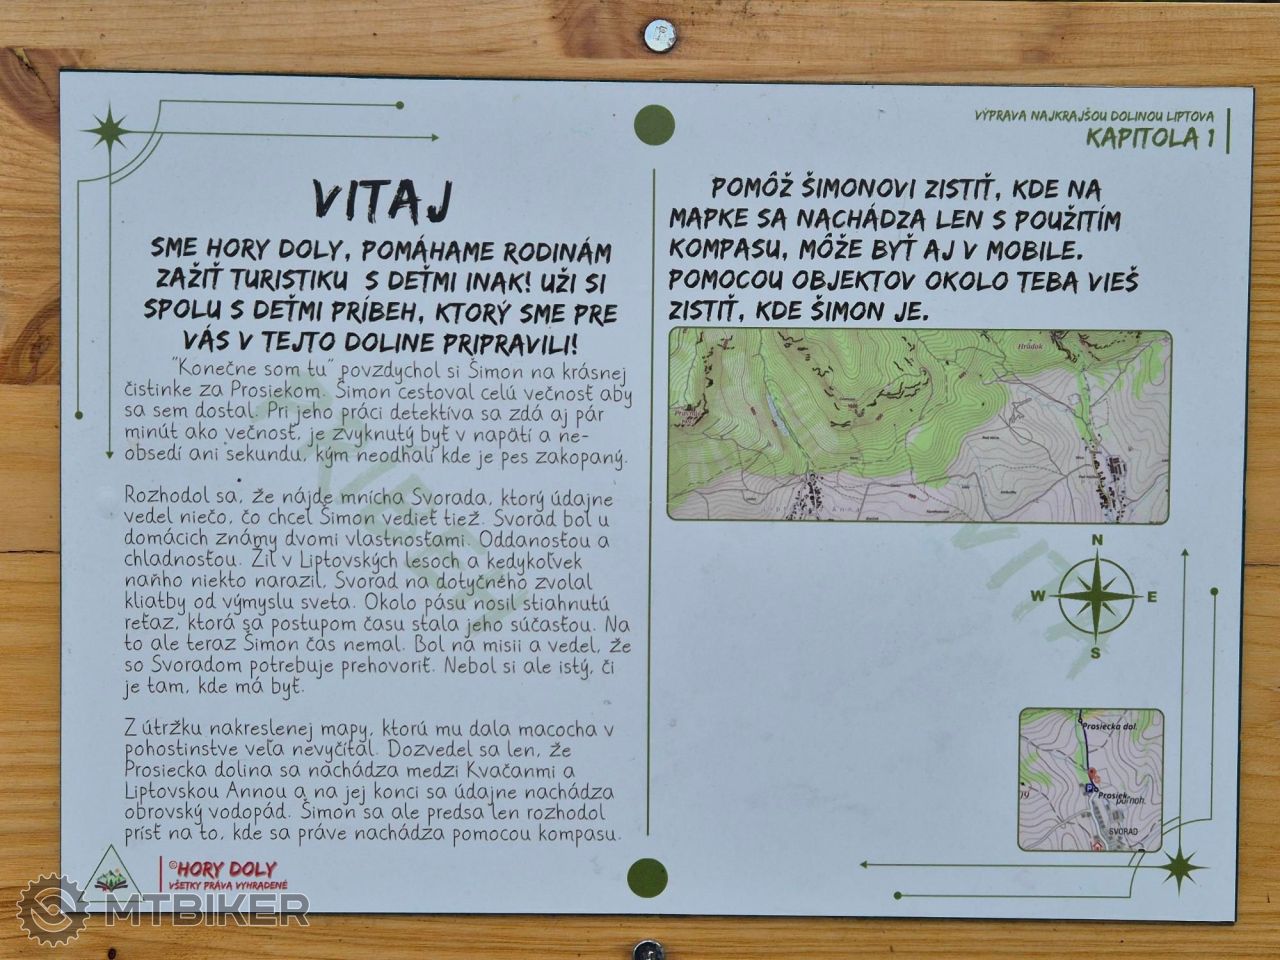 VÝPRAVA NAJKRAJŠOU DOLINOU LIPTOVA
KAPITOLA 1
VITAJ
SME HORY DOLY, POMÁHAME RODINÁM
ZAŽIŤ TURISTIKU S DEŤMI INAK! UŽI SI
SPOLU S DEŤMI PRÍBEH, KTORÝ SME PRE
VÁS V TEJTO DOLINE PRIPRAVILI!
"Konečne som tu" povzdychol si Šimon na krásnej
čistinke za Prosiekom. Šimon cestoval celú večnosť aby
sa sem dostal. Pri jeho práci detektíva sa zdá aj pár
minút ako večnosť, je zvyknutý byť v napätí a ne-
obsedí ani sekundu, kým neodhalí kde je pes zakopaný.
Rozhodol sa, že nájde mnícha Svorada, ktorý údajne
vedel niečo, čo chcel Šimon vedieť tiež. Svorad bol u
domácich známy dvomi vlastnosťami. Oddanosťou a
chladnosťou. Žil v Liptovských lesoch a kedykoľvek
naňho niekto narazil, Svorad na dotyčného zvolal
kliatby od výmyslu sveta. Okolo pásu nosil stiahnutú
reťaz, ktorá sa postupom času stala jeho súčasťou. Na
to ale teraz Šimon čas nemal. Bol na misii a vedel, že
so Svoradom potrebuje prehovoriť. Nebol si ale istý, či
je tam, kde má byť.
Z útržku nakreslenej mapy, ktorú mu dala macocha v
pohostinstve veľa nevyčítal. Dozvedel sa len, že
Prosiecka dolina sa nachádza medzi Kvačanmi a
Liptovskou Annou a na jej konci sa údajne nachádza
obrovský vodopád. Šimon sa ale predsa len rozhodol
prísť na to, kde sa práve nachádza pomocou kompasu.
©HORY DOLY
VŠETKY PRÁVA VYHRADENÉ
MTBIKER
POMÔŽ ŠIMONOVI ZISTIŤ, KDE NA
MAPKE SA NACHÁDZA LEN S POUŽITÍM
KOMPASU, MÔŽE BYŤ AJ V MOBILE.
POMOCOU OBJEKTOV OKOLO TEBA VIEŠ
ZISTIŤ, KDE ŠIMON JE.
Hrádok
N
W E
S
Prosiecka dol.
P
Prosiek
poľnoh.
SVORAD